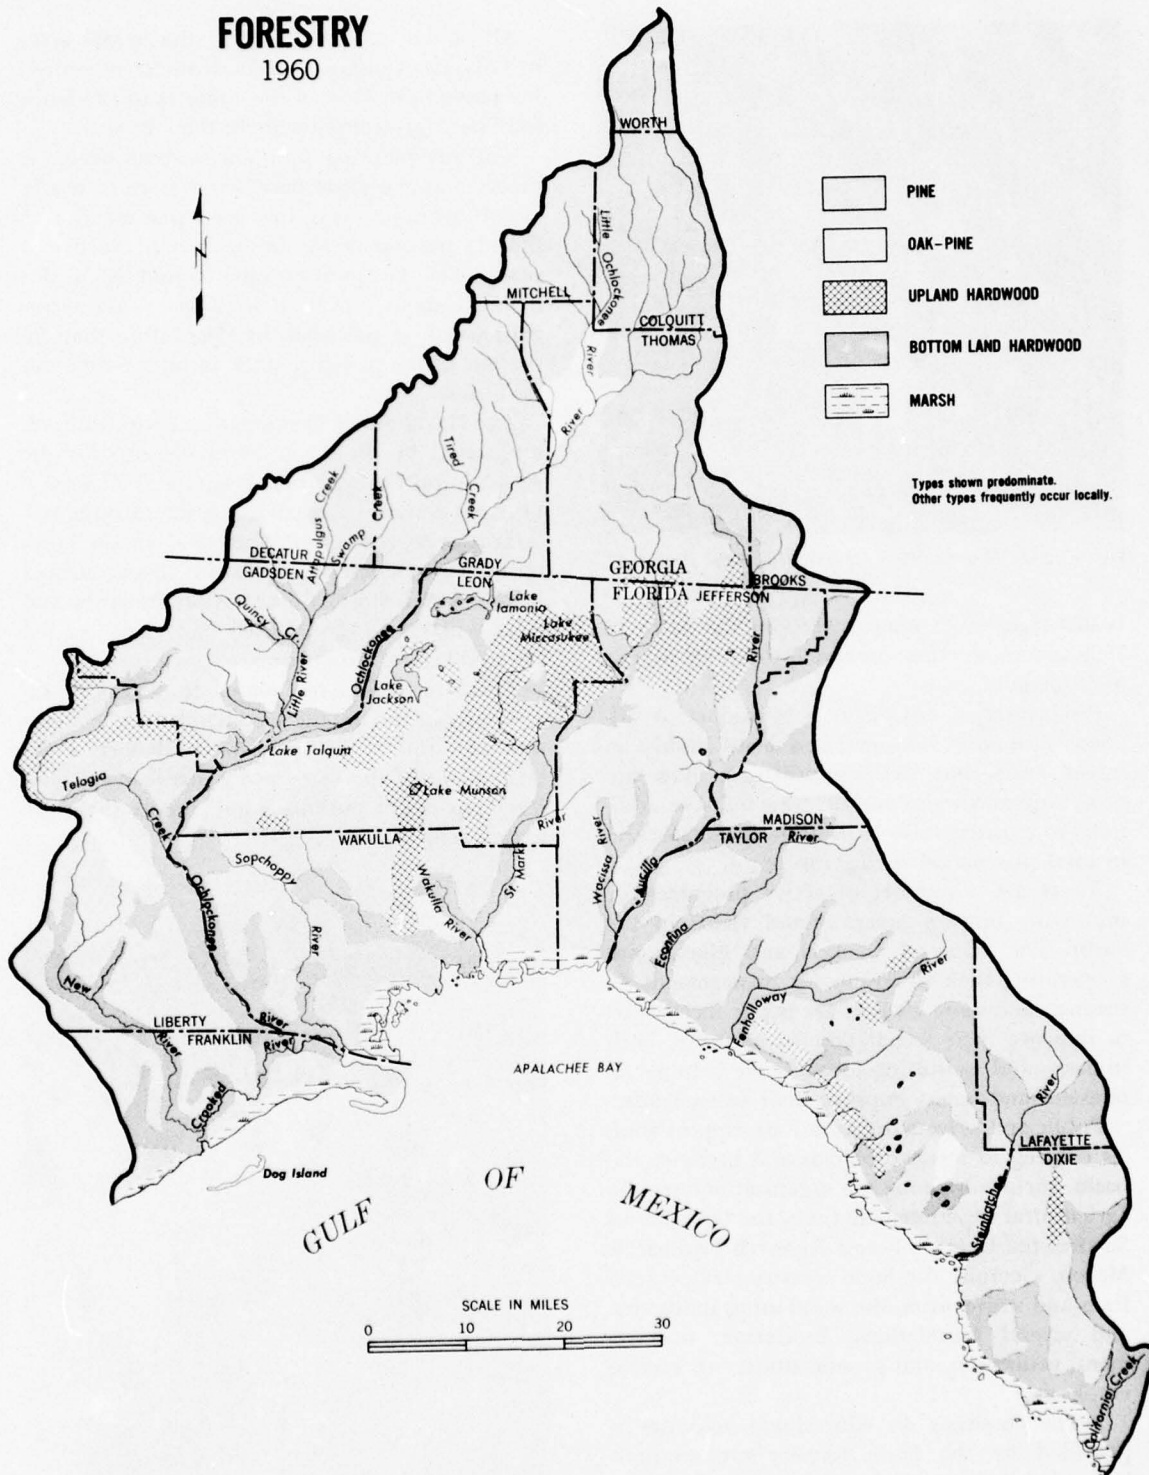 FORESTRY
1960
WORTH
PINE
OAK-PINE
UPLAND HARDWOOD
BOTTOM LAND HARDWOOD
MARSH
Types shown predominate.
Other types frequently occur locally.
N
Little Ochlockonee
River
MITCHELL
COLQUITT
THOMAS
River
Tired
Creek
Attapulgus Creek
Swamp
Creek
DECATUR
GADSDEN
GRADY
LEON
GEORGIA
FLORIDA
BROOKS
JEFFERSON
Quincy
Cr.
Little River
Ochlockonee
Lake
Iamonia
Lake
Miccosukee
River
Lake
Jackson
Lake Talquin
Telogia
Creek
Lake Munson
WAKULLA
Sopchoppy
River
Ochlockonee
River
Wakulla River
St. Marks
River
Wacissa
River
Aucilla
MADISON
TAYLOR
River
Econfina
Fenholloway
River
New
River
LIBERTY
FRANKLIN
Crooked
River
Dog Island
APALACHEE BAY
GULF
OF
MEXICO
River
LAFAYETTE
DIXIE
Steinhatchee
California Creek
SCALE IN MILES
0 10 20 30